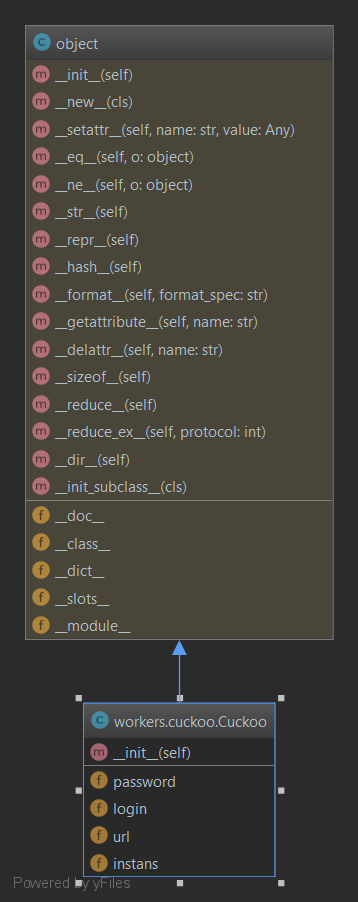 object
__init__(self)
__new__(cls)
__setattr__(self, name: str, value: Any)
__eq__(self, o: object)
__ne__(self, o: object)
__str__(self)
__repr__(self)
__hash__(self)
__format__(self, format_spec: str)
__getattribute__(self, name: str)
__delattr__(self, name: str)
__sizeof__(self)
__reduce__(self)
__reduce_ex__(self, protocol: int)
__dir__(self)
__init_subclass__(cls)
__doc__
__class__
__dict__
__slots__
__module__
workers.cuckoo.Cuckoo
__init__(self)
password
login
url
instans
Powered by yFiles